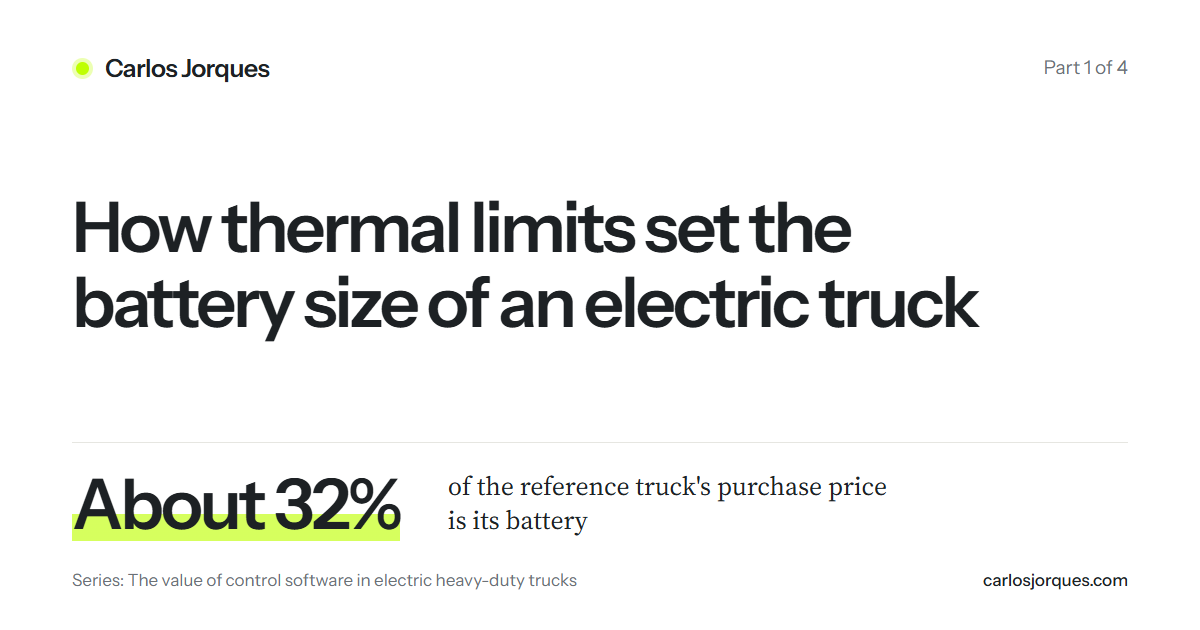 Carlos Jorques
Part 1 of 4
How thermal limits set the
battery size of an electric truck
About 32%
of the reference truck's purchase price
is its battery
Series: The value of control software in electric heavy-duty trucks
carlosjorques.com